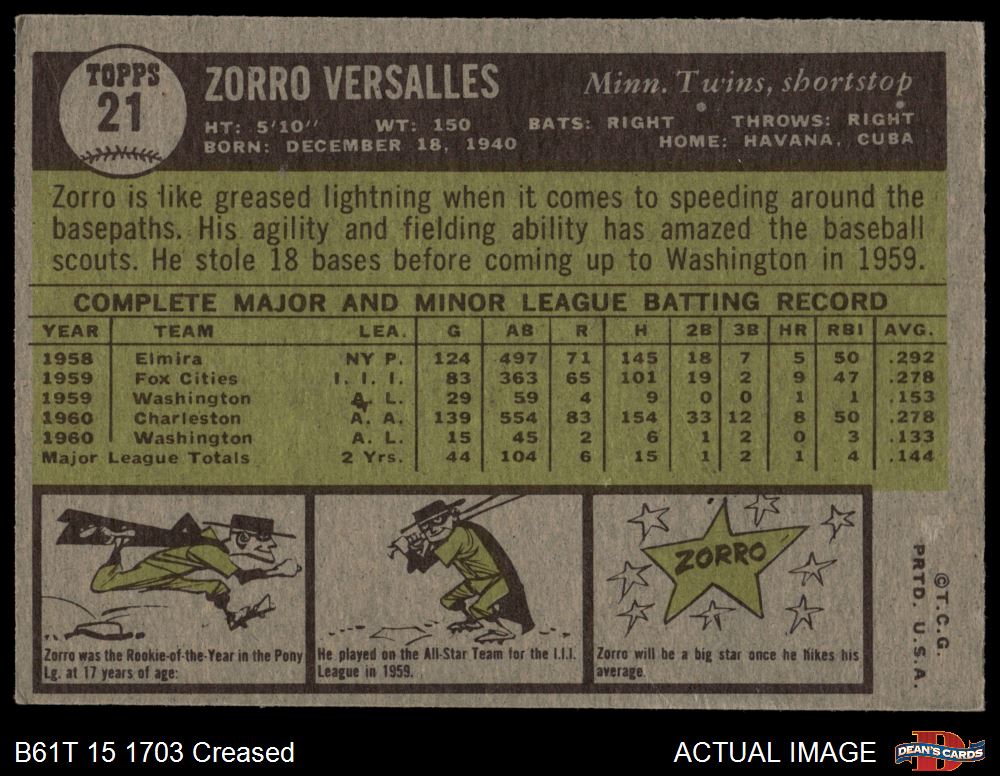 TOPPS
21
ZORRO VERSALLES
Minn. Twins, shortstop
HT: 5'10" WT: 150 BATS: RIGHT THROWS: RIGHT
BORN: DECEMBER 18, 1940 HOME: HAVANA, CUBA
Zorro is like greased lightning when it comes to speeding around the
basepaths. His agility and fielding ability has amazed the baseball
scouts. He stole 18 bases before coming up to Washington in 1959.
COMPLETE MAJOR AND MINOR LEAGUE BATTING RECORD
YEAR TEAM LEA. G AB R H 2B 3B HR RBI AVG.
1958 Elmira NY P. 124 497 71 145 18 7 5 50 .292
1959 Fox Cities I. I. I. 83 363 65 101 19 2 9 47 .278
1959 Washington A. L. 29 59 4 9 0 0 1 1 .153
1960 Charleston A. A. 139 554 83 154 33 12 8 50 .278
1960 Washington A. L. 15 45 2 6 1 2 0 3 .133
Major League Totals 2 Yrs. 44 104 6 15 1 2 1 4 .144
Zorro was the Rookie-of-the-Year in the Pony
Lg. at 17 years of age:
He played on the All-Star Team for the I.I.I.
League in 1959.
ZORRO
Zorro will be a big star once he hikes his
average.
©T.C.G.
PRTD. U.S.A.
B61T 15 1703 Creased
ACTUAL IMAGE
D
DEAN'S CARDS